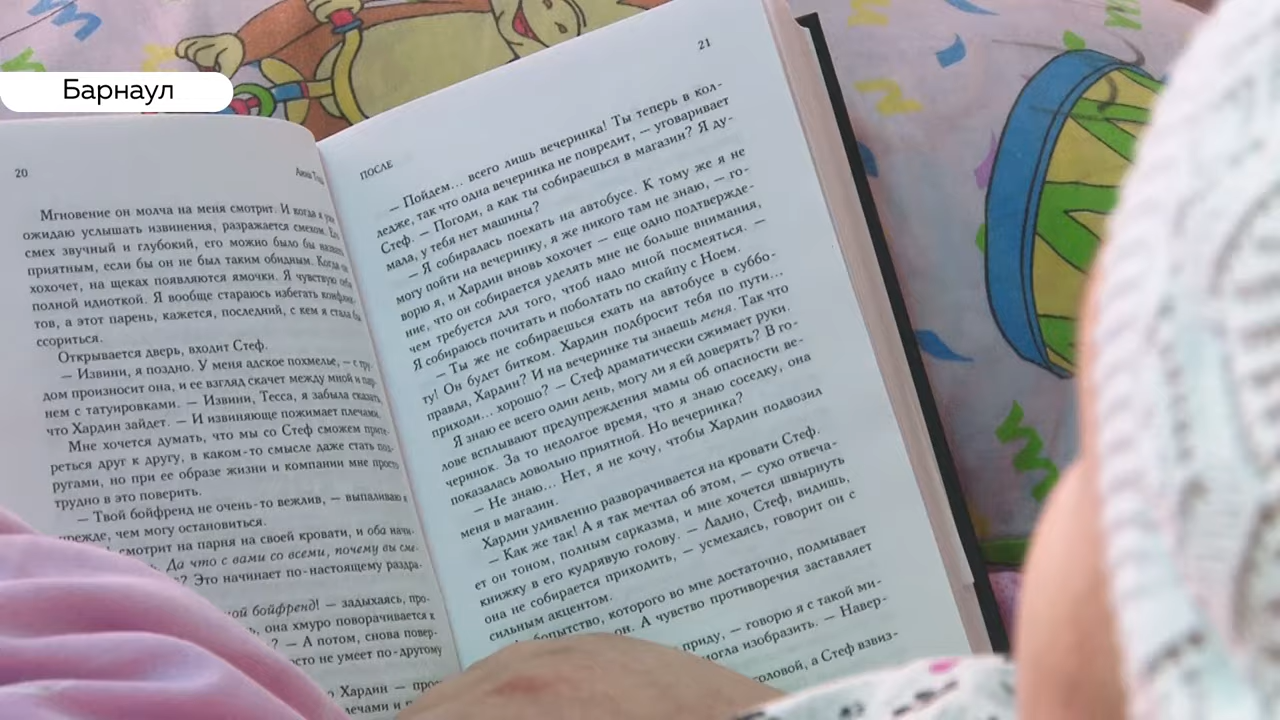 Барнаул
20
Анна Тодд
Мгновение он молча на меня смотрит. И когда я уже
ожидаю услышать извинения, разражается смехом. Его
смех звучный и глубокий, его можно было бы назвать
приятным, если бы он не был таким обидным. Когда он
хохочет, на щеках появляются ямочки. Я чувствую себя
полной идиоткой. Я вообще стараюсь избегать конфлик-
тов, а этот парень, кажется, последний, с кем я стала бы
ссориться.
Открывается дверь, входит Стеф.
— Извини, я поздно. У меня адское похмелье, — с тру-
дом произносит она, и ее взгляд скачет между мной и пар-
нем с татуировками. — Извини, Тесса, я забыла сказать,
что Хардин зайдет. — И извиняюще пожимает плечами.
Мне хочется думать, что мы со Стеф сможем прите-
реться друг к другу, в каком-то смысле даже стать под-
ругами, но при ее образе жизни и компании мне просто
трудно в это поверить.
— Твой бойфренд не очень-то вежлив, — выпаливаю я
прежде, чем могу остановиться.
смотрит на парня на своей кровати, и оба начи-
Да что с вами со всеми, почему вы сме-
? Это начинает по-настоящему раздра-
мой бойфренд! — задыхаясь, про-
она хмуро поворачивается к
? — А потом, снова повер-
не умеет по-другому
Хардин —
21
ПОСЛЕ
— Пойдем... всего лишь вечеринка! Ты теперь в кол-
ледже, так что одна вечеринка не повредит, — уговаривает
Стеф. — Погоди, а как ты собираешься в магазин? Я ду-
мала, у тебя нет машины?
— Я собиралась поехать на автобусе. К тому же я не
могу пойти на вечеринку, я же никого там не знаю, — го-
ворю я, и Хардин вновь хохочет — еще одно подтвержде-
ние, что он собирается уделять мне не больше внимания,
чем требуется для того, чтоб надо мной посмеяться. —
Я собираюсь почитать и поболтать по скайпу с Ноем.
— Ты же не собираешься ехать на автобусе в суббо-
ту! Он будет битком. Хардин подбросит тебя по пути...
правда, Хардин? И на вечеринке ты знаешь меня. Так что
приходи... хорошо? — Стеф драматически сжимает руки.
Я знаю ее всего один день, могу ли я ей доверять? В го-
лове всплывают предупреждения мамы об опасности ве-
черинок. За то недолгое время, что я знаю соседку, она
показалась довольно приятной. Но вечеринка?
— Не знаю... Нет, я не хочу, чтобы Хардин подвозил
меня в магазин.
Хардин удивленно разворачивается на кровати Стеф.
— Как же так! А я так мечтал об этом, — сухо отвеча-
ет он тоном, полным сарказма, и мне хочется швырнуть
книжку в его кудрявую голову. — Ладно, Стеф, видишь,
она не собирается приходить, — усмехаясь, говорит он с
сильным акцентом.
опытство, которого во мне достаточно, подмывает
он. А чувство противоречия заставляет
приду, — говорю я с такой ми-
могла изобразить. — Навер-
головой, а Стеф взвиз-